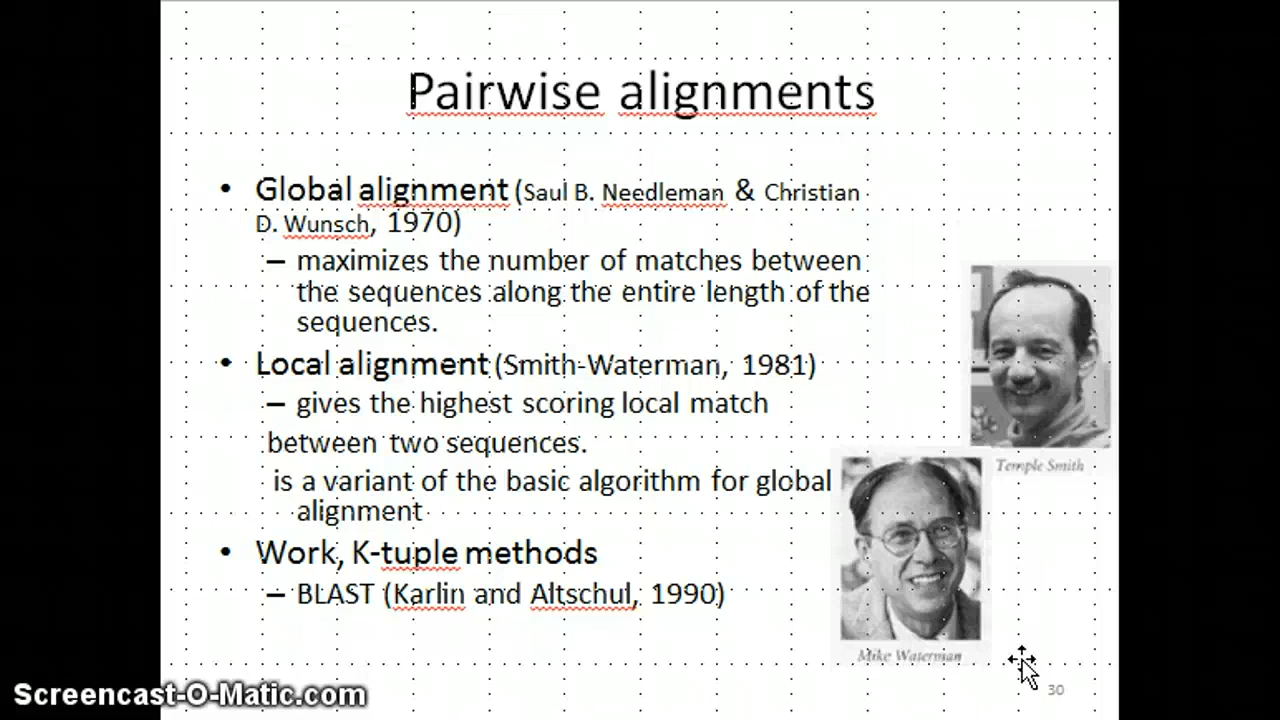 Pairwise alignments
• Global alignment (Saul B. Needleman & Christian
D. Wunsch, 1970)
– maximizes the number of matches between
the sequences along the entire length of the
sequences.
• Local alignment (Smith-Waterman, 1981)
– gives the highest scoring local match
between two sequences.
is a variant of the basic algorithm for global
alignment
• Work, K-tuple methods
– BLAST (Karlin and Altschul, 1990)
Temple Smith
Mike Waterman
30
Screencast-O-Matic.com